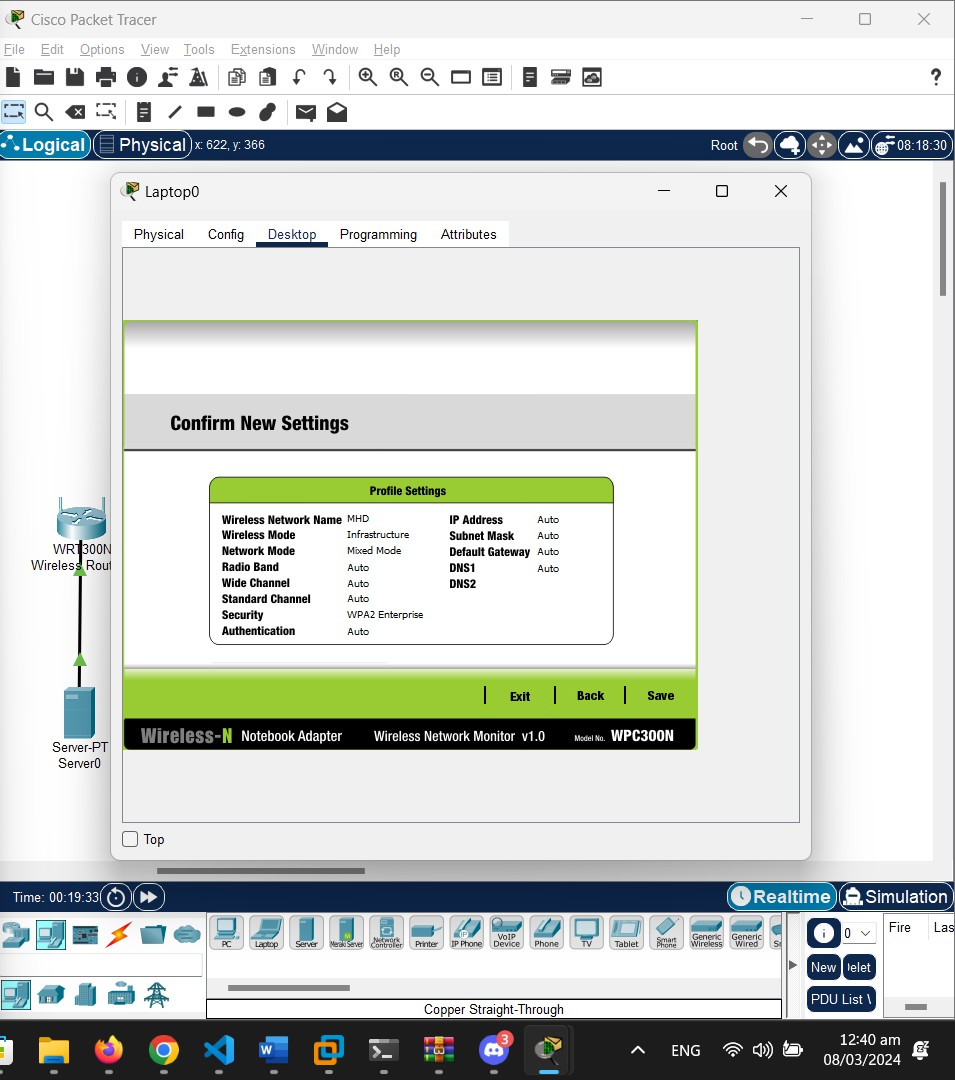 Cisco Packet Tracer
File Edit Options View Tools Extensions Window Help
?
Logical Physical x: 622, y: 366 Root 08:18:30
Laptop0
Physical Config Desktop Programming Attributes
Confirm New Settings
Profile Settings
Wireless Network Name MHD IP Address Auto
Wireless Mode Infrastructure Subnet Mask Auto
Network Mode Mixed Mode Default Gateway Auto
Radio Band Auto DNS1 Auto
Wide Channel Auto DNS2
Standard Channel Auto
Security WPA2 Enterprise
Authentication Auto
WRT300N
Wireless Rout
Exit Back Save
Wireless-N Notebook Adapter Wireless Network Monitor v1.0 Model No. WPC300N
Server-PT
Server0
Top
Time: 00:19:33 Realtime Simulation
PC Laptop Server Meraki Server Network Controller Printer IP Phone VoIP Device Phone TV Tablet Smart Phone Generic Wireless Generic Wired
0 Fire Las
New elet
PDU List \
Copper Straight-Through
3
ENG 12:40 am
08/03/2024